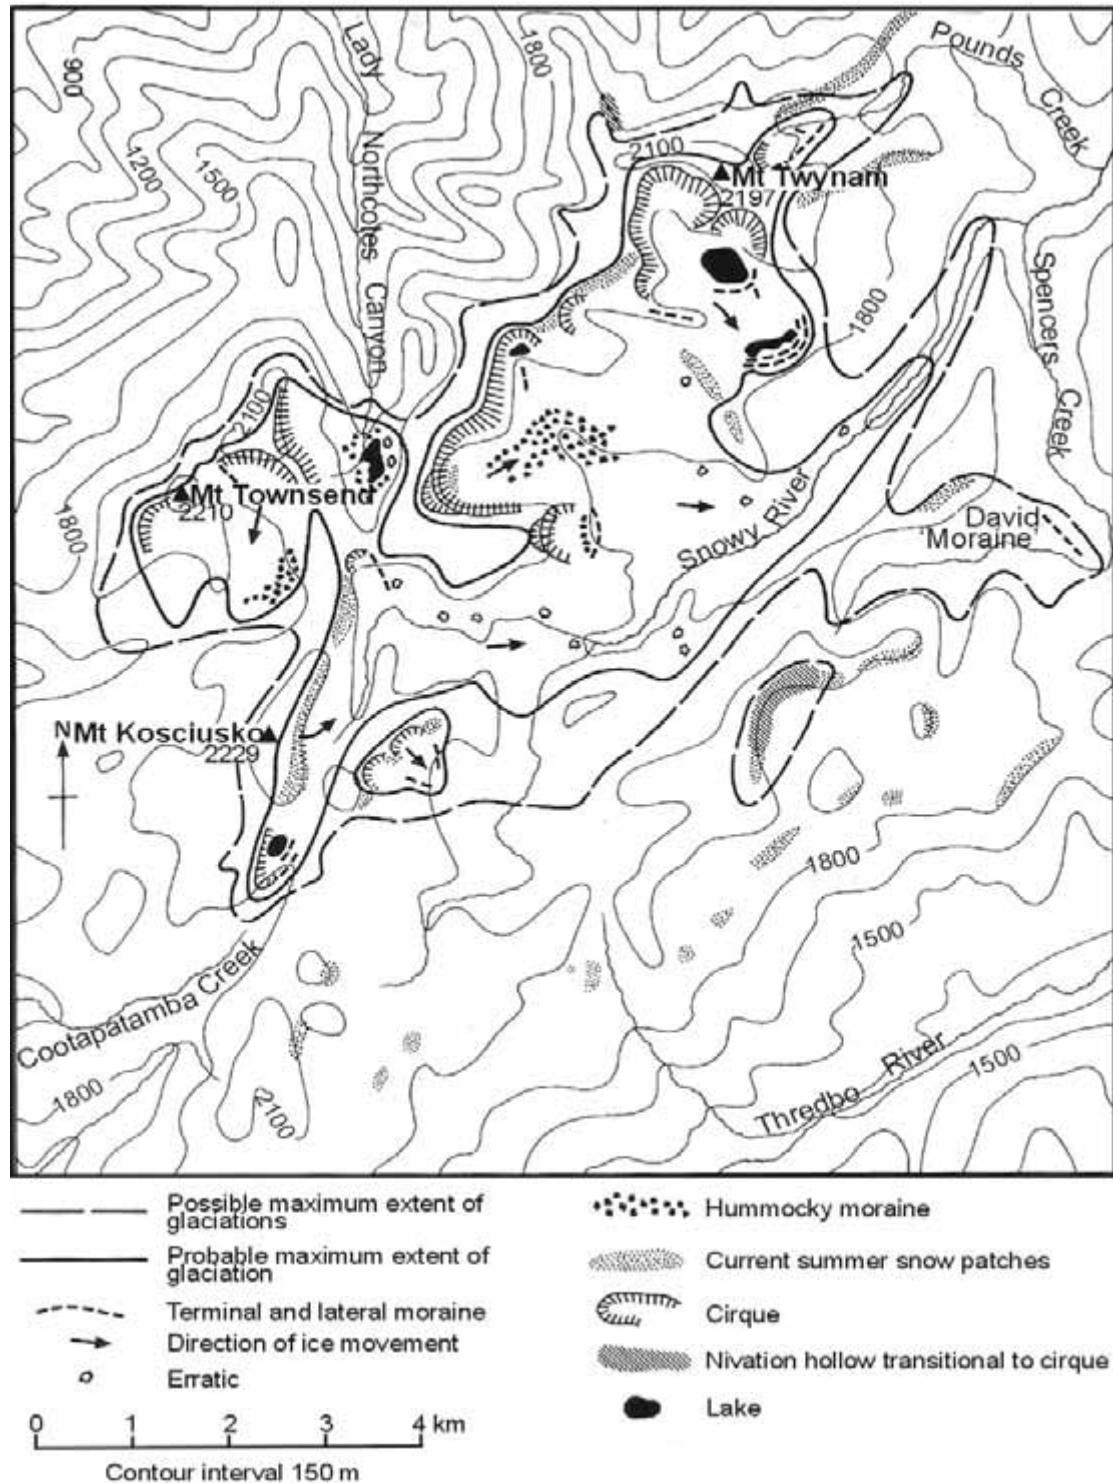 Lady Northcotes Canyon
900
1200
1500
1800
2100
Pounds Creek
Mt Twynam
2197
Spencers Creek
1800
2100
Mt Townsend
2210
1800
Snowy River
David
'Moraine'
N
Mt Kosciusko
2229
1800
1500
Cootapatamba Creek
1800
2100
Thredbo River
1500
Possible maximum extent of
glaciations
Probable maximum extent of
glaciation
Terminal and lateral moraine
Direction of ice movement
Erratic
0 1 2 3 4 km
Contour interval 150 m
Hummocky moraine
Current summer snow patches
Cirque
Nivation hollow transitional to cirque
Lake